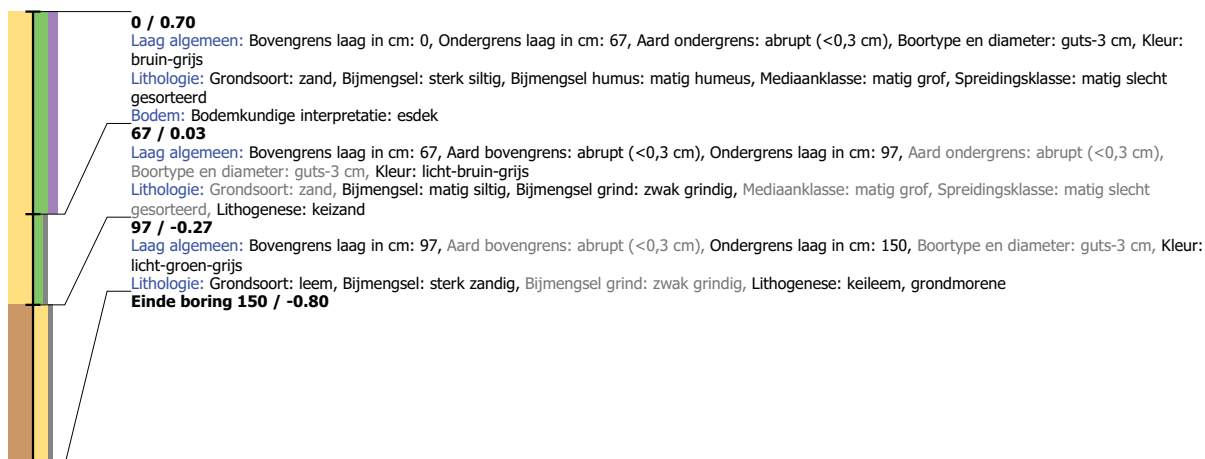 0 / 0.70
Laag algemeen: Bovengrens laag in cm: 0, Ondergrens laag in cm: 67, Aard ondergrens: abrupt (<0,3 cm), Boortype en diameter: guts-3 cm, Kleur:
bruin-grijs
Lithologie: Grondsoort: zand, Bijmengsel: sterk siltig, Bijmengsel humus: matig humeus, Mediaanklasse: matig grof, Spreidingsklasse: matig slecht
gesorteerd
Bodem: Bodemkundige interpretatie: esdek
67 / 0.03
Laag algemeen: Bovengrens laag in cm: 67, Aard bovengrens: abrupt (<0,3 cm), Ondergrens laag in cm: 97, Aard ondergrens: abrupt (<0,3 cm),
Boortype en diameter: guts-3 cm, Kleur: licht-bruin-grijs
Lithologie: Grondsoort: zand, Bijmengsel: matig siltig, Bijmengsel grind: zwak grindig, Mediaanklasse: matig grof, Spreidingsklasse: matig slecht
gesorteerd, Lithogenese: keizand
97 / -0.27
Laag algemeen: Bovengrens laag in cm: 97, Aard bovengrens: abrupt (<0,3 cm), Ondergrens laag in cm: 150, Boortype en diameter: guts-3 cm, Kleur:
licht-groen-grijs
Lithologie: Grondsoort: leem, Bijmengsel: sterk zandig, Bijmengsel grind: zwak grindig, Lithogenese: keileem, grondmorene
Einde boring 150 / -0.80